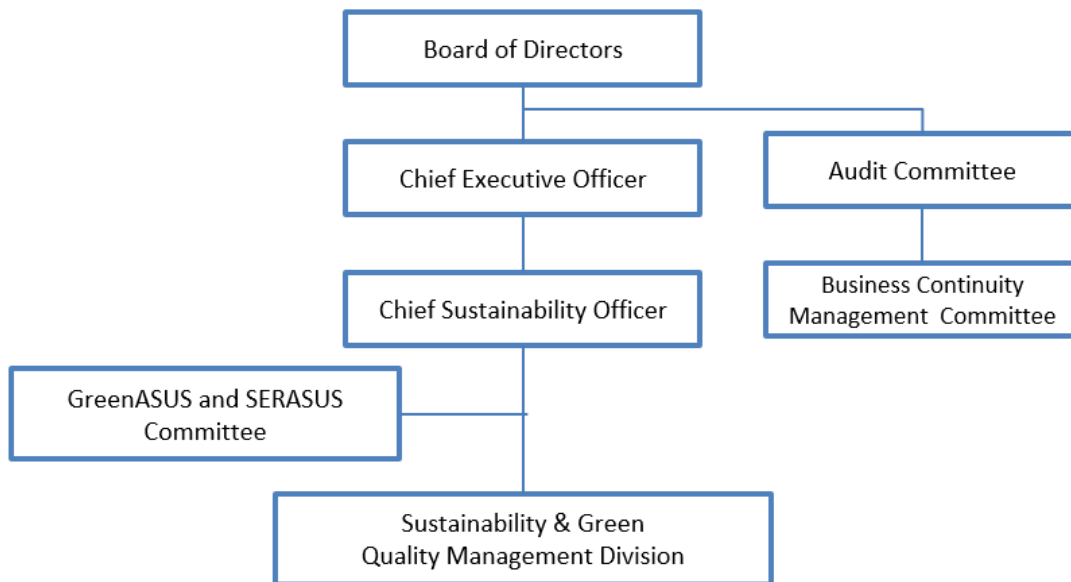 Board of Directors
Chief Executive Officer
Audit Committee
Chief Sustainability Officer
Business Continuity
Management Committee
GreenASUS and SERASUS
Committee
Sustainability & Green
Quality Management Division